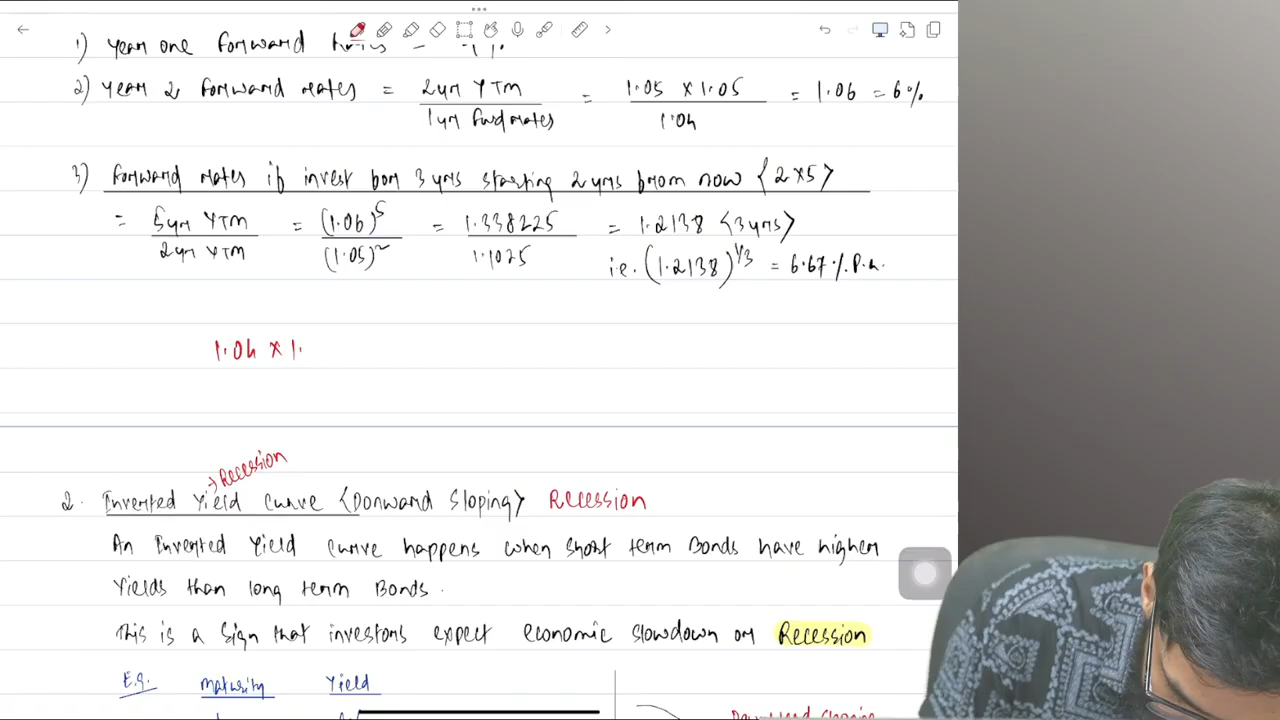 1) Year one forward
2) Year 2 forward rates = 2yr YTM / 1yr fwd rates = 1.05 × 1.05 / 1.04 = 1.06 = 6%
3) forward rates if invest for 3 yrs starting 2 yrs from now {2×5}
= 5yr YTM / 2yr YTM = (1.06)^5 / (1.05)^2 = 1.338225 / 1.1025 = 1.2138 <3 yrs>
i.e. (1.2138)^1/3 = 6.67% P.a.
1.04 × 1.
→ Recession
2. Inverted Yield curve <Donward Sloping> Recession
An Inverted Yield curve happens when short term Bonds have higher
Yields than long term Bonds.
This is a sign that investors expect economic slowdown or Recession
E.g. Maturity Yield